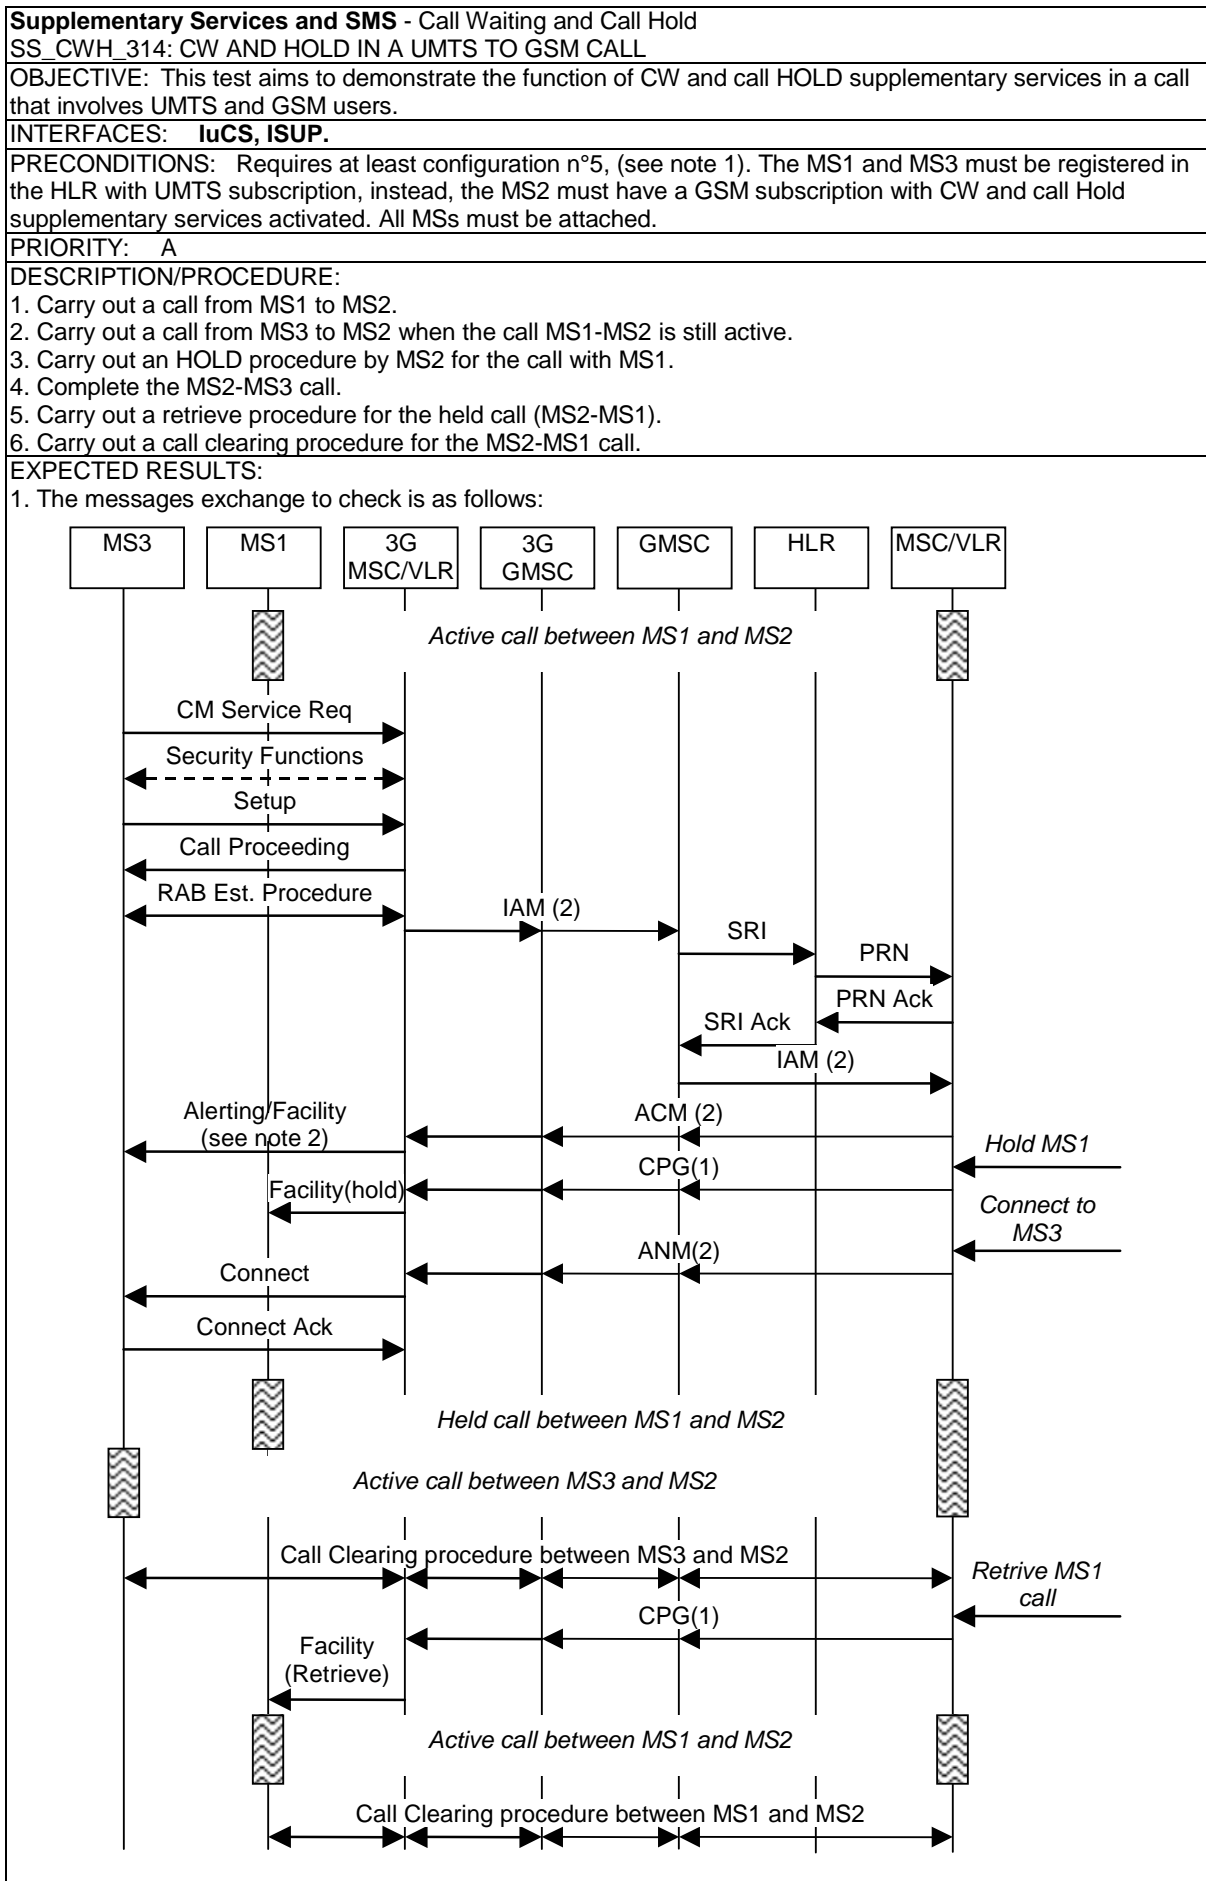 Supplementary Services and SMS - Call Waiting and Call Hold
SS_CWH_314: CW AND HOLD IN A UMTS TO GSM CALL
OBJECTIVE: This test aims to demonstrate the function of CW and call HOLD supplementary services in a call
that involves UMTS and GSM users.
INTERFACES: IuCS, ISUP.
PRECONDITIONS: Requires at least configuration n°5, (see note 1). The MS1 and MS3 must be registered in
the HLR with UMTS subscription, instead, the MS2 must have a GSM subscription with CW and call Hold
supplementary services activated. All MSs must be attached.
PRIORITY: A
DESCRIPTION/PROCEDURE:
1. Carry out a call from MS1 to MS2.
2. Carry out a call from MS3 to MS2 when the call MS1-MS2 is still active.
3. Carry out an HOLD procedure by MS2 for the call with MS1.
4. Complete the MS2-MS3 call.
5. Carry out a retrieve procedure for the held call (MS2-MS1).
6. Carry out a call clearing procedure for the MS2-MS1 call.
EXPECTED RESULTS:
1. The messages exchange to check is as follows:
MS3
MS1
3G
MSC/VLR
3G
GMSC
GMSC
HLR
MSC/VLR
Active call between MS1 and MS2
CM Service Req
Security Functions
Setup
Call Proceeding
RAB Est. Procedure
IAM (2)
SRI
PRN
PRN Ack
SRI Ack
IAM (2)
Alerting/Facility
(see note 2)
ACM (2)
Hold MS1
CPG(1)
Facility(hold)
Connect to
MS3
ANM(2)
Connect
Connect Ack
Held call between MS1 and MS2
Active call between MS3 and MS2
Call Clearing procedure between MS3 and MS2
Retrive MS1
call
CPG(1)
Facility
(Retrieve)
Active call between MS1 and MS2
Call Clearing procedure between MS1 and MS2